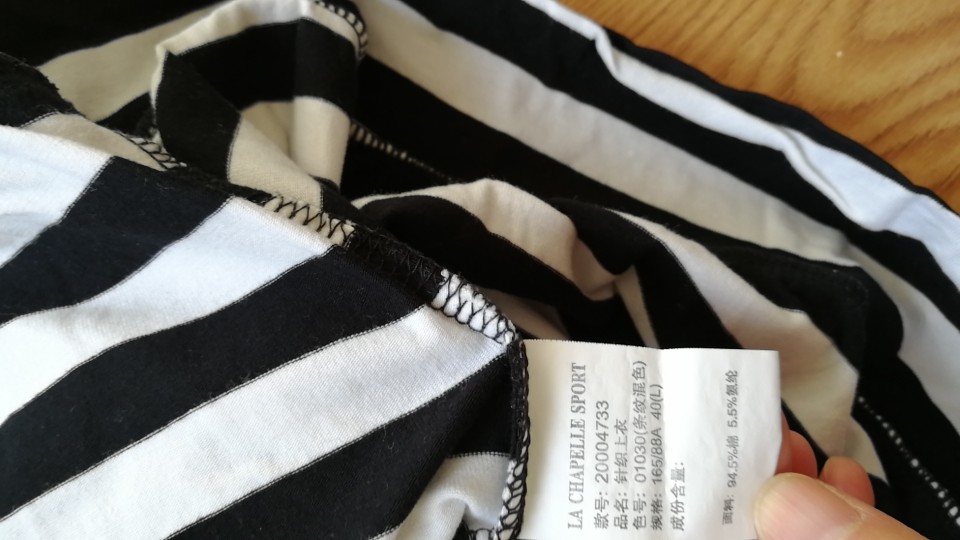 LA CHAPELLE SPORT
款号: 20004733
品名: 针织上衣
色号: 01030(条纹混色)
规格: 165/88A 40(L)
成份含量:
面料: 94.5%棉 5.5%氨纶